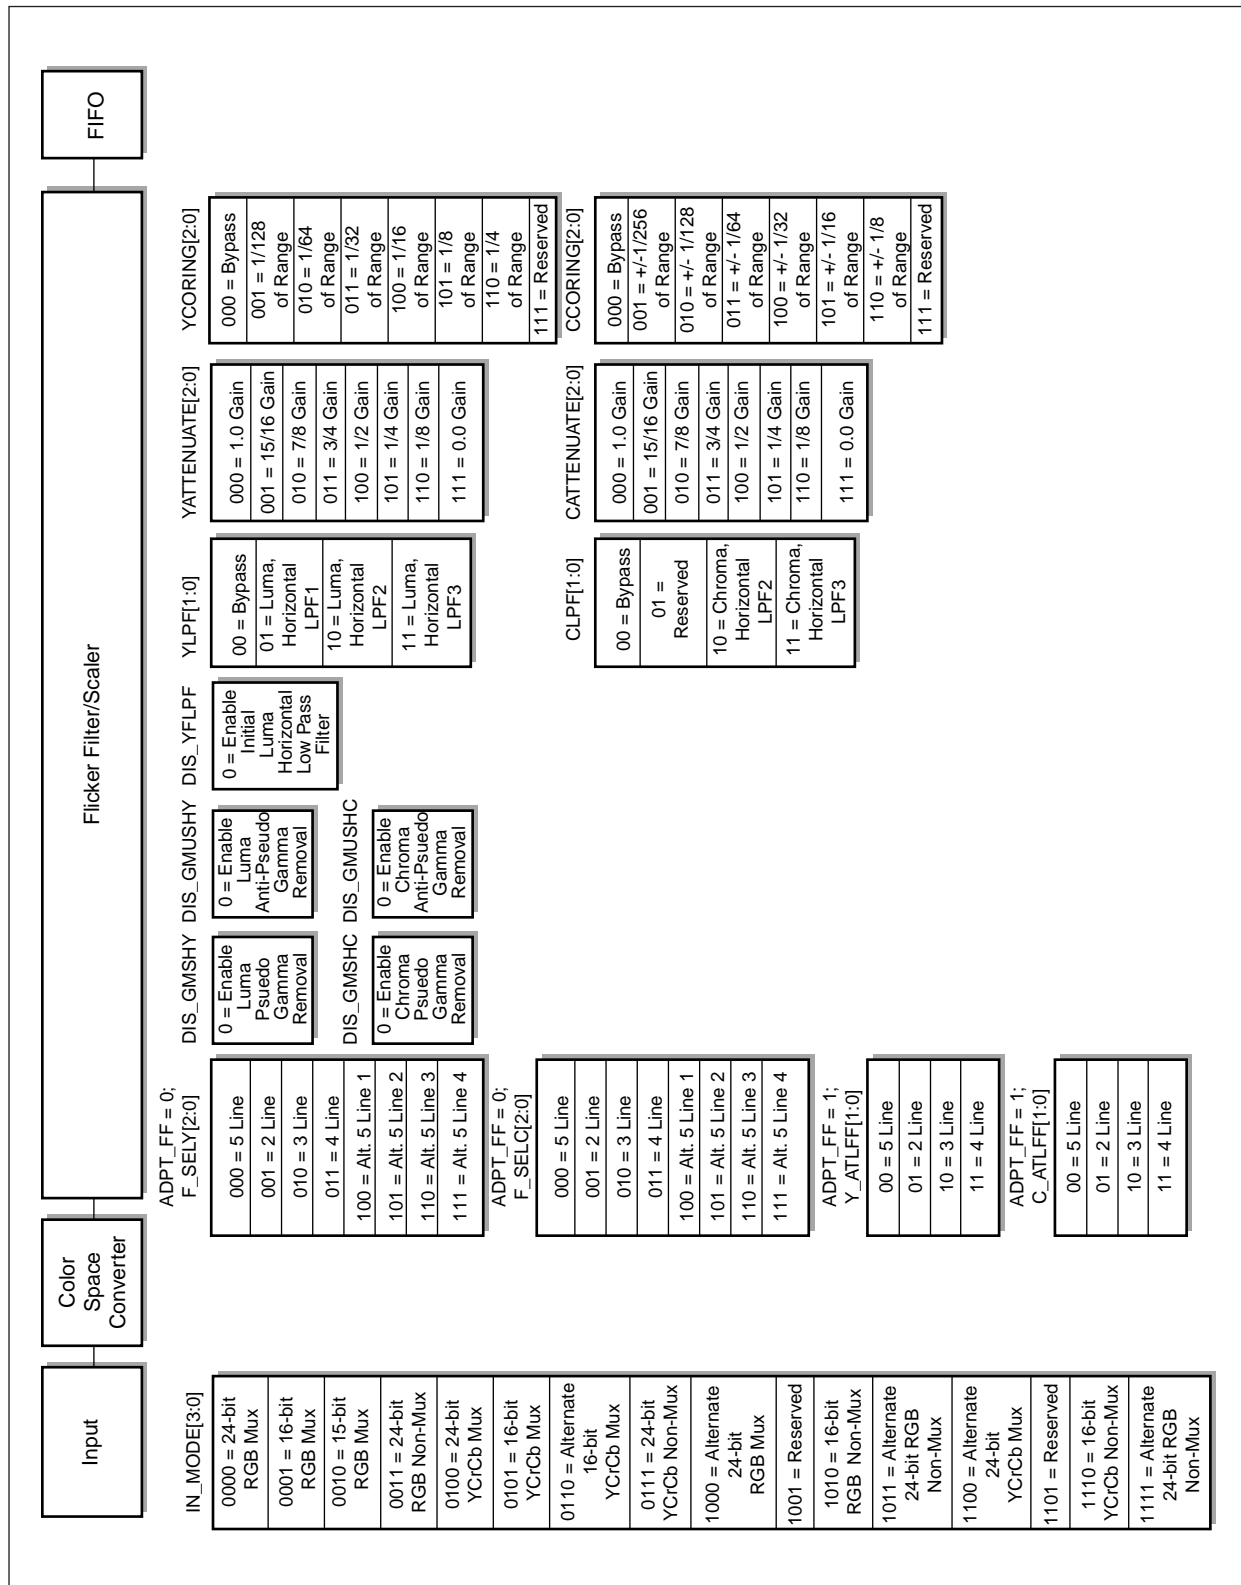 Input
Color
Space
Converter
Flicker Filter/Scaler
FIFO
IN_MODE[3:0]
0000 = 24-bit
RGB Mux
0001 = 16-bit
RGB Mux
0010 = 15-bit
RGB Mux
0011 = 24-bit
RGB Non-Mux
0100 = 24-bit
YCrCb Mux
0101 = 16-bit
YCrCb Mux
0110 = Alternate
16-bit
YCrCb Mux
0111 = 24-bit
YCrCb Non-Mux
1000 = Alternate
24-bit
RGB Mux
1001 = Reserved
1010 = 16-bit
RGB Non-Mux
1011 = Alternate
24-bit RGB
Non-Mux
1100 = Alternate
24-bit
YCrCb Mux
1101 = Reserved
1110 = 16-bit
YCrCb Non-Mux
1111 = Alternate
24-bit RGB
Non-Mux
ADPT_FF = 0;
F_SELY[2:0]
000 = 5 Line
001 = 2 Line
010 = 3 Line
011 = 4 Line
100 = Alt. 5 Line 1
101 = Alt. 5 Line 2
110 = Alt. 5 Line 3
111 = Alt. 5 Line 4
ADPT_FF = 0;
F_SELC[2:0]
000 = 5 Line
001 = 2 Line
010 = 3 Line
011 = 4 Line
100 = Alt. 5 Line 1
101 = Alt. 5 Line 2
110 = Alt. 5 Line 3
111 = Alt. 5 Line 4
ADPT_FF = 1;
Y_ATLFF[1:0]
00 = 5 Line
01 = 2 Line
10 = 3 Line
11 = 4 Line
ADPT_FF = 1;
C_ATLFF[1:0]
00 = 5 Line
01 = 2 Line
10 = 3 Line
11 = 4 Line
DIS_GMSHY
0 = Enable
Luma
Psuedo
Gamma
Removal
DIS_GMSHC
0 = Enable
Chroma
Psuedo
Gamma
Removal
DIS_GMUSHY
0 = Enable
Luma
Anti-Pseudo
Gamma
Removal
DIS_GMUSHC
0 = Enable
Chroma
Anti-Psuedo
Gamma
Removal
DIS_YFLPF
0 = Enable
Initial
Luma
Horizontal
Low Pass
Filter
YLPF[1:0]
00 = Bypass
01 = Luma,
Horizontal
LPF1
10 = Luma,
Horizontal
LPF2
11 = Luma,
Horizontal
LPF3
CLPF[1:0]
00 = Bypass
01 =
Reserved
10 = Chroma,
Horizontal
LPF2
11 = Chroma,
Horizontal
LPF3
YATTENUATE[2:0]
000 = 1.0 Gain
001 = 15/16 Gain
010 = 7/8 Gain
011 = 3/4 Gain
100 = 1/2 Gain
101 = 1/4 Gain
110 = 1/8 Gain
111 = 0.0 Gain
CATTENUATE[2:0]
000 = 1.0 Gain
001 = 15/16 Gain
010 = 7/8 Gain
011 = 3/4 Gain
100 = 1/2 Gain
101 = 1/4 Gain
110 = 1/8 Gain
111 = 0.0 Gain
YCORING[2:0]
000 = Bypass
001 = 1/128
of Range
010 = 1/64
of Range
011 = 1/32
of Range
100 = 1/16
of Range
101 = 1/8
of Range
110 = 1/4
of Range
111 = Reserved
CCORING[2:0]
000 = Bypass
001 = +/-1/256
of Range
010 = +/- 1/128
of Range
011 = +/- 1/64
of Range
100 = +/- 1/32
of Range
101 = +/- 1/16
of Range
110 = +/- 1/8
of Range
111 = Reserved